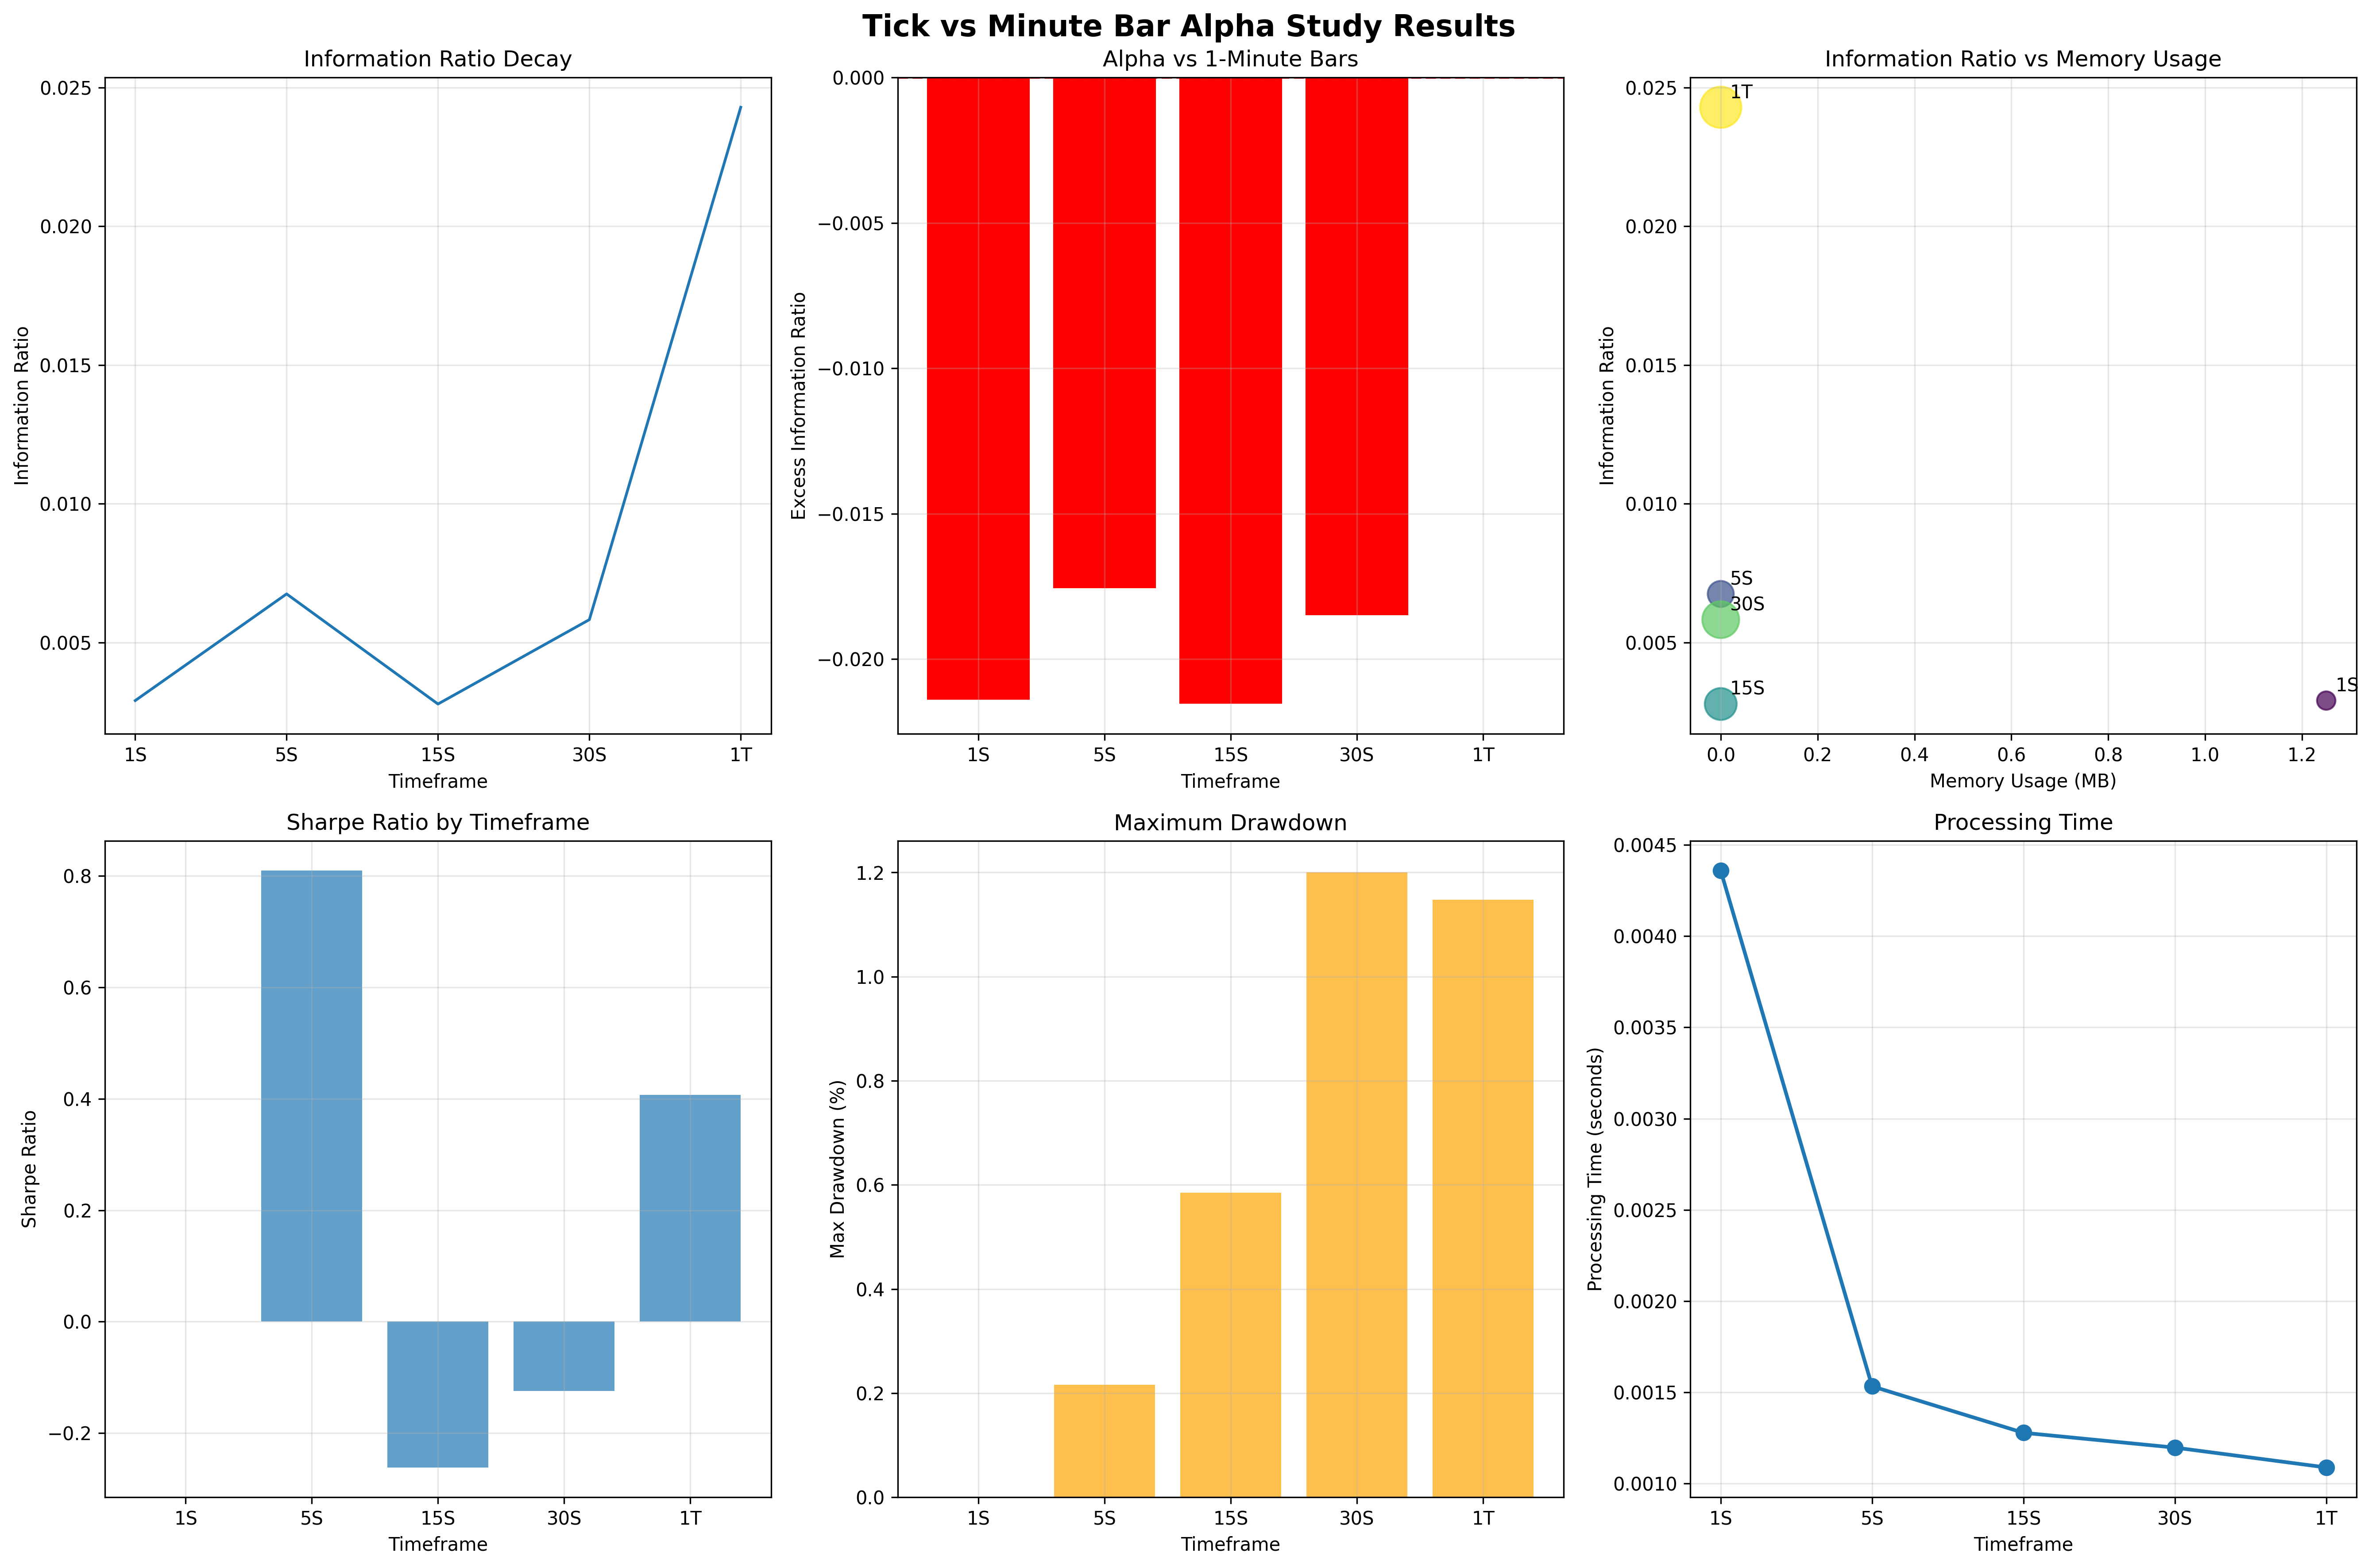 Tick vs Minute Bar Alpha Study Results
Information Ratio Decay
Information Ratio
0.025
0.020
0.015
0.010
0.005
1S 5S 15S 30S 1T
Timeframe
Alpha vs 1-Minute Bars
Excess Information Ratio
0.000
−0.005
−0.010
−0.015
−0.020
1S 5S 15S 30S 1T
Timeframe
Information Ratio vs Memory Usage
Information Ratio
0.025
0.020
0.015
0.010
0.005
1T
5S
30S
15S
1S
0.0 0.2 0.4 0.6 0.8 1.0 1.2
Memory Usage (MB)
Sharpe Ratio by Timeframe
Sharpe Ratio
0.8
0.6
0.4
0.2
0.0
−0.2
1S 5S 15S 30S 1T
Timeframe
Maximum Drawdown
Max Drawdown (%)
1.2
1.0
0.8
0.6
0.4
0.2
0.0
1S 5S 15S 30S 1T
Timeframe
Processing Time
Processing Time (seconds)
0.0045
0.0040
0.0035
0.0030
0.0025
0.0020
0.0015
0.0010
1S 5S 15S 30S 1T
Timeframe